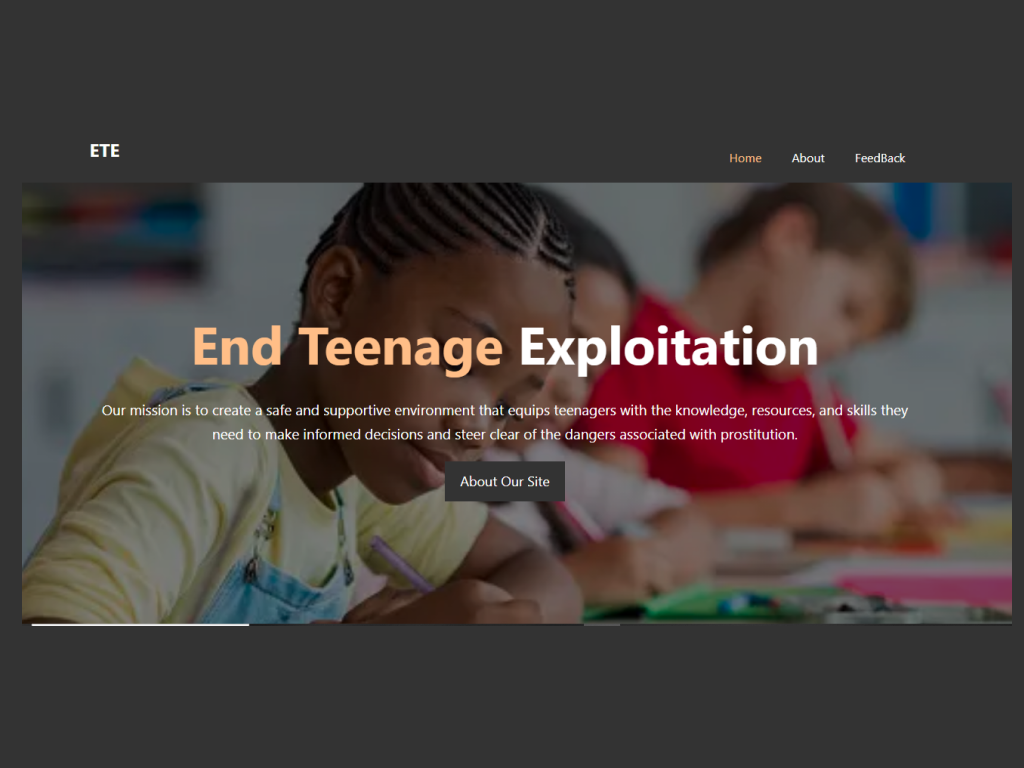 ETE
Home About FeedBack
End Teenage Exploitation
Our mission is to create a safe and supportive environment that equips teenagers with the knowledge, resources, and skills they
need to make informed decisions and steer clear of the dangers associated with prostitution.
About Our Site